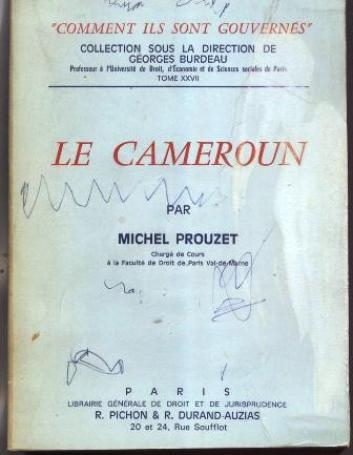 "COMMENT ILS SONT GOUVERNÉS"
COLLECTION SOUS LA DIRECTION DE
GEORGES BURDEAU
Professeur à l'Université de Droit, d'Économie et de Sciences sociales de Paris
TOME XXVII
LE CAMEROUN
PAR
MICHEL PROUZET
Chargé de Cours
à la Faculté de Droit de Paris Val-de-Marne
PARIS
LIBRAIRIE GÉNÉRALE DE DROIT ET DE JURISPRUDENCE
R. PICHON & R. DURAND-AUZIAS
20 et 24, Rue Soufflot